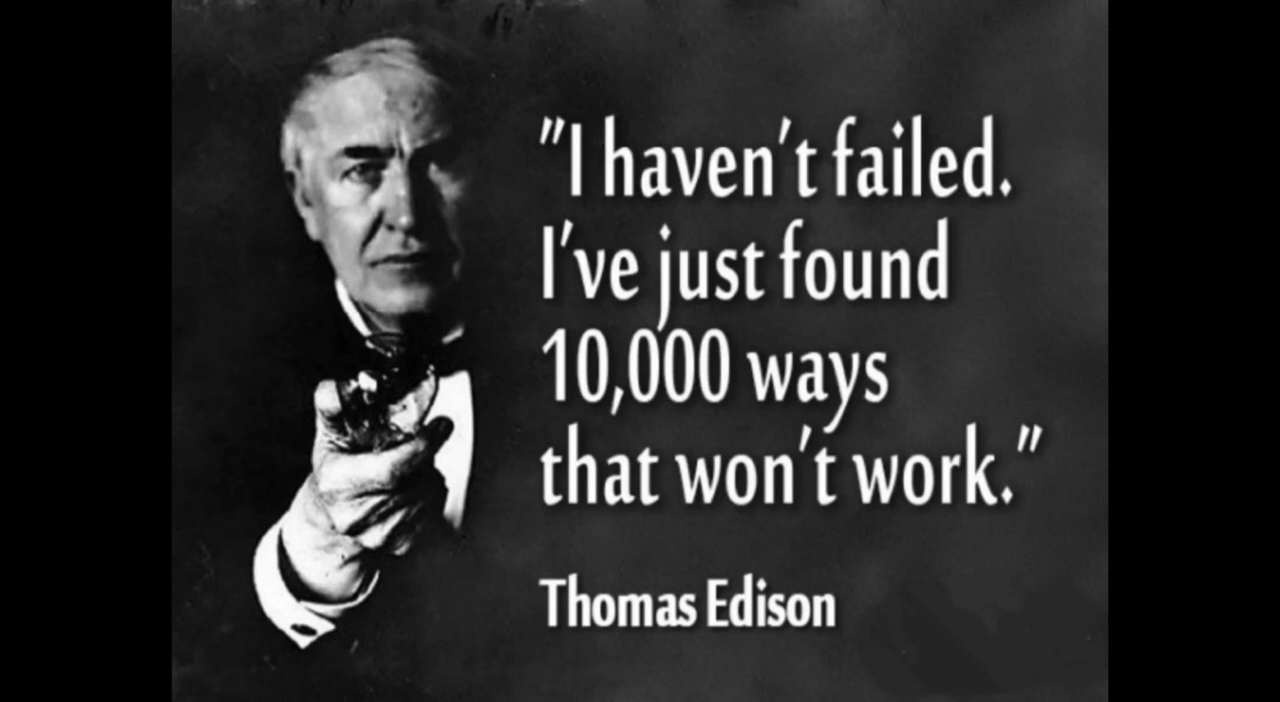 "I haven't failed.
I've just found
10,000 ways
that won't work."
Thomas Edison